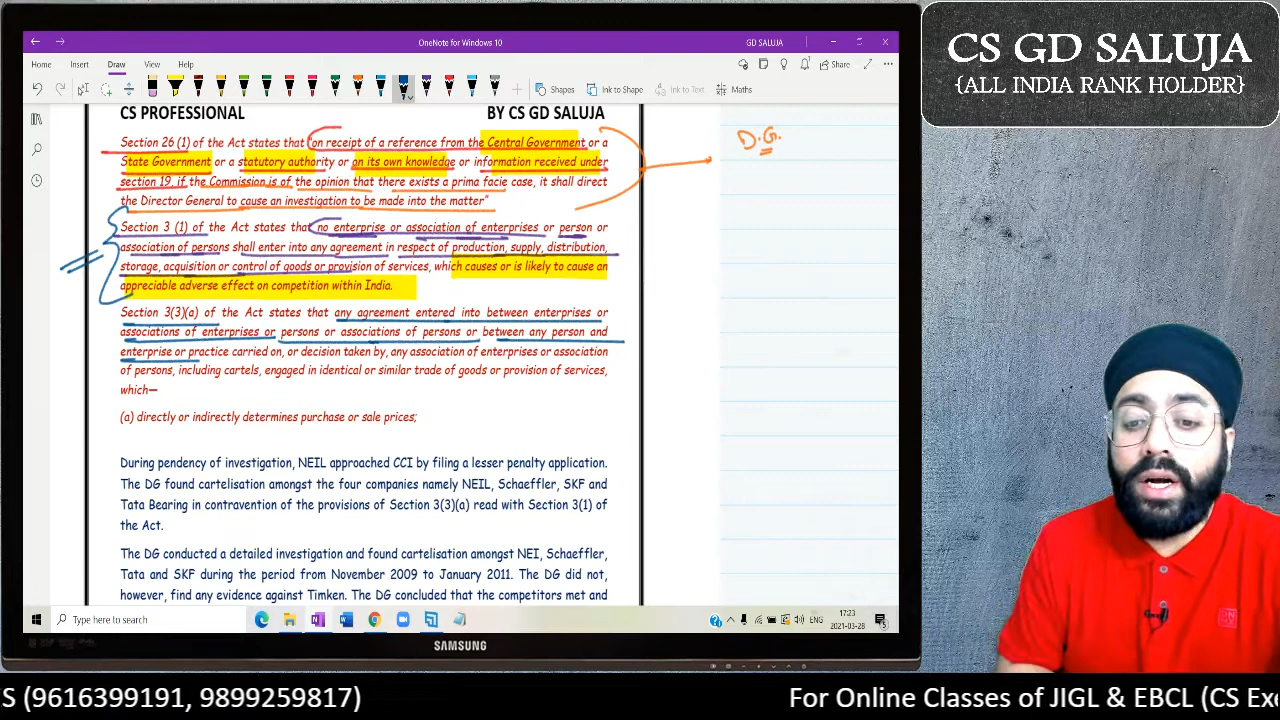 OneNote for Windows 10
GD SALUJA
Home Insert Draw View Help
Share
Shapes Ink to Shape Ink to Text Maths
CS PROFESSIONAL BY CS GD SALUJA
Section 26 (1) of the Act states that "on receipt of a reference from the Central Government or a
State Government or a statutory authority or on its own knowledge or information received under
section 19, if the Commission is of the opinion that there exists a prima facie case, it shall direct
the Director General to cause an investigation to be made into the matter"
Section 3 (1) of the Act states that no enterprise or association of enterprises or person or
association of persons shall enter into any agreement in respect of production, supply, distribution,
storage, acquisition or control of goods or provision of services, which causes or is likely to cause an
appreciable adverse effect on competition within India.
Section 3(3)(a) of the Act states that any agreement entered into between enterprises or
associations of enterprises or persons or associations of persons or between any person and
enterprise or practice carried on, or decision taken by, any association of enterprises or association
of persons, including cartels, engaged in identical or similar trade of goods or provision of services,
which—
(a) directly or indirectly determines purchase or sale prices;
During pendency of investigation, NEIL approached CCI by filing a lesser penalty application.
The DG found cartelisation amongst the four companies namely NEIL, Schaeffler, SKF and
Tata Bearing in contravention of the provisions of Section 3(3)(a) read with Section 3(1) of
the Act.
The DG conducted a detailed investigation and found cartelisation amongst NEI, Schaeffler,
Tata and SKF during the period from November 2009 to January 2011. The DG did not,
however, find any evidence against Timken. The DG concluded that the competitors met and
D.G.
Type here to search
ENG
17:23
2021-03-28
SAMSUNG
CS GD SALUJA
{ALL INDIA RANK HOLDER}
S (9616399191, 9899259817)
For Online Classes of JIGL & EBCL (CS Exe